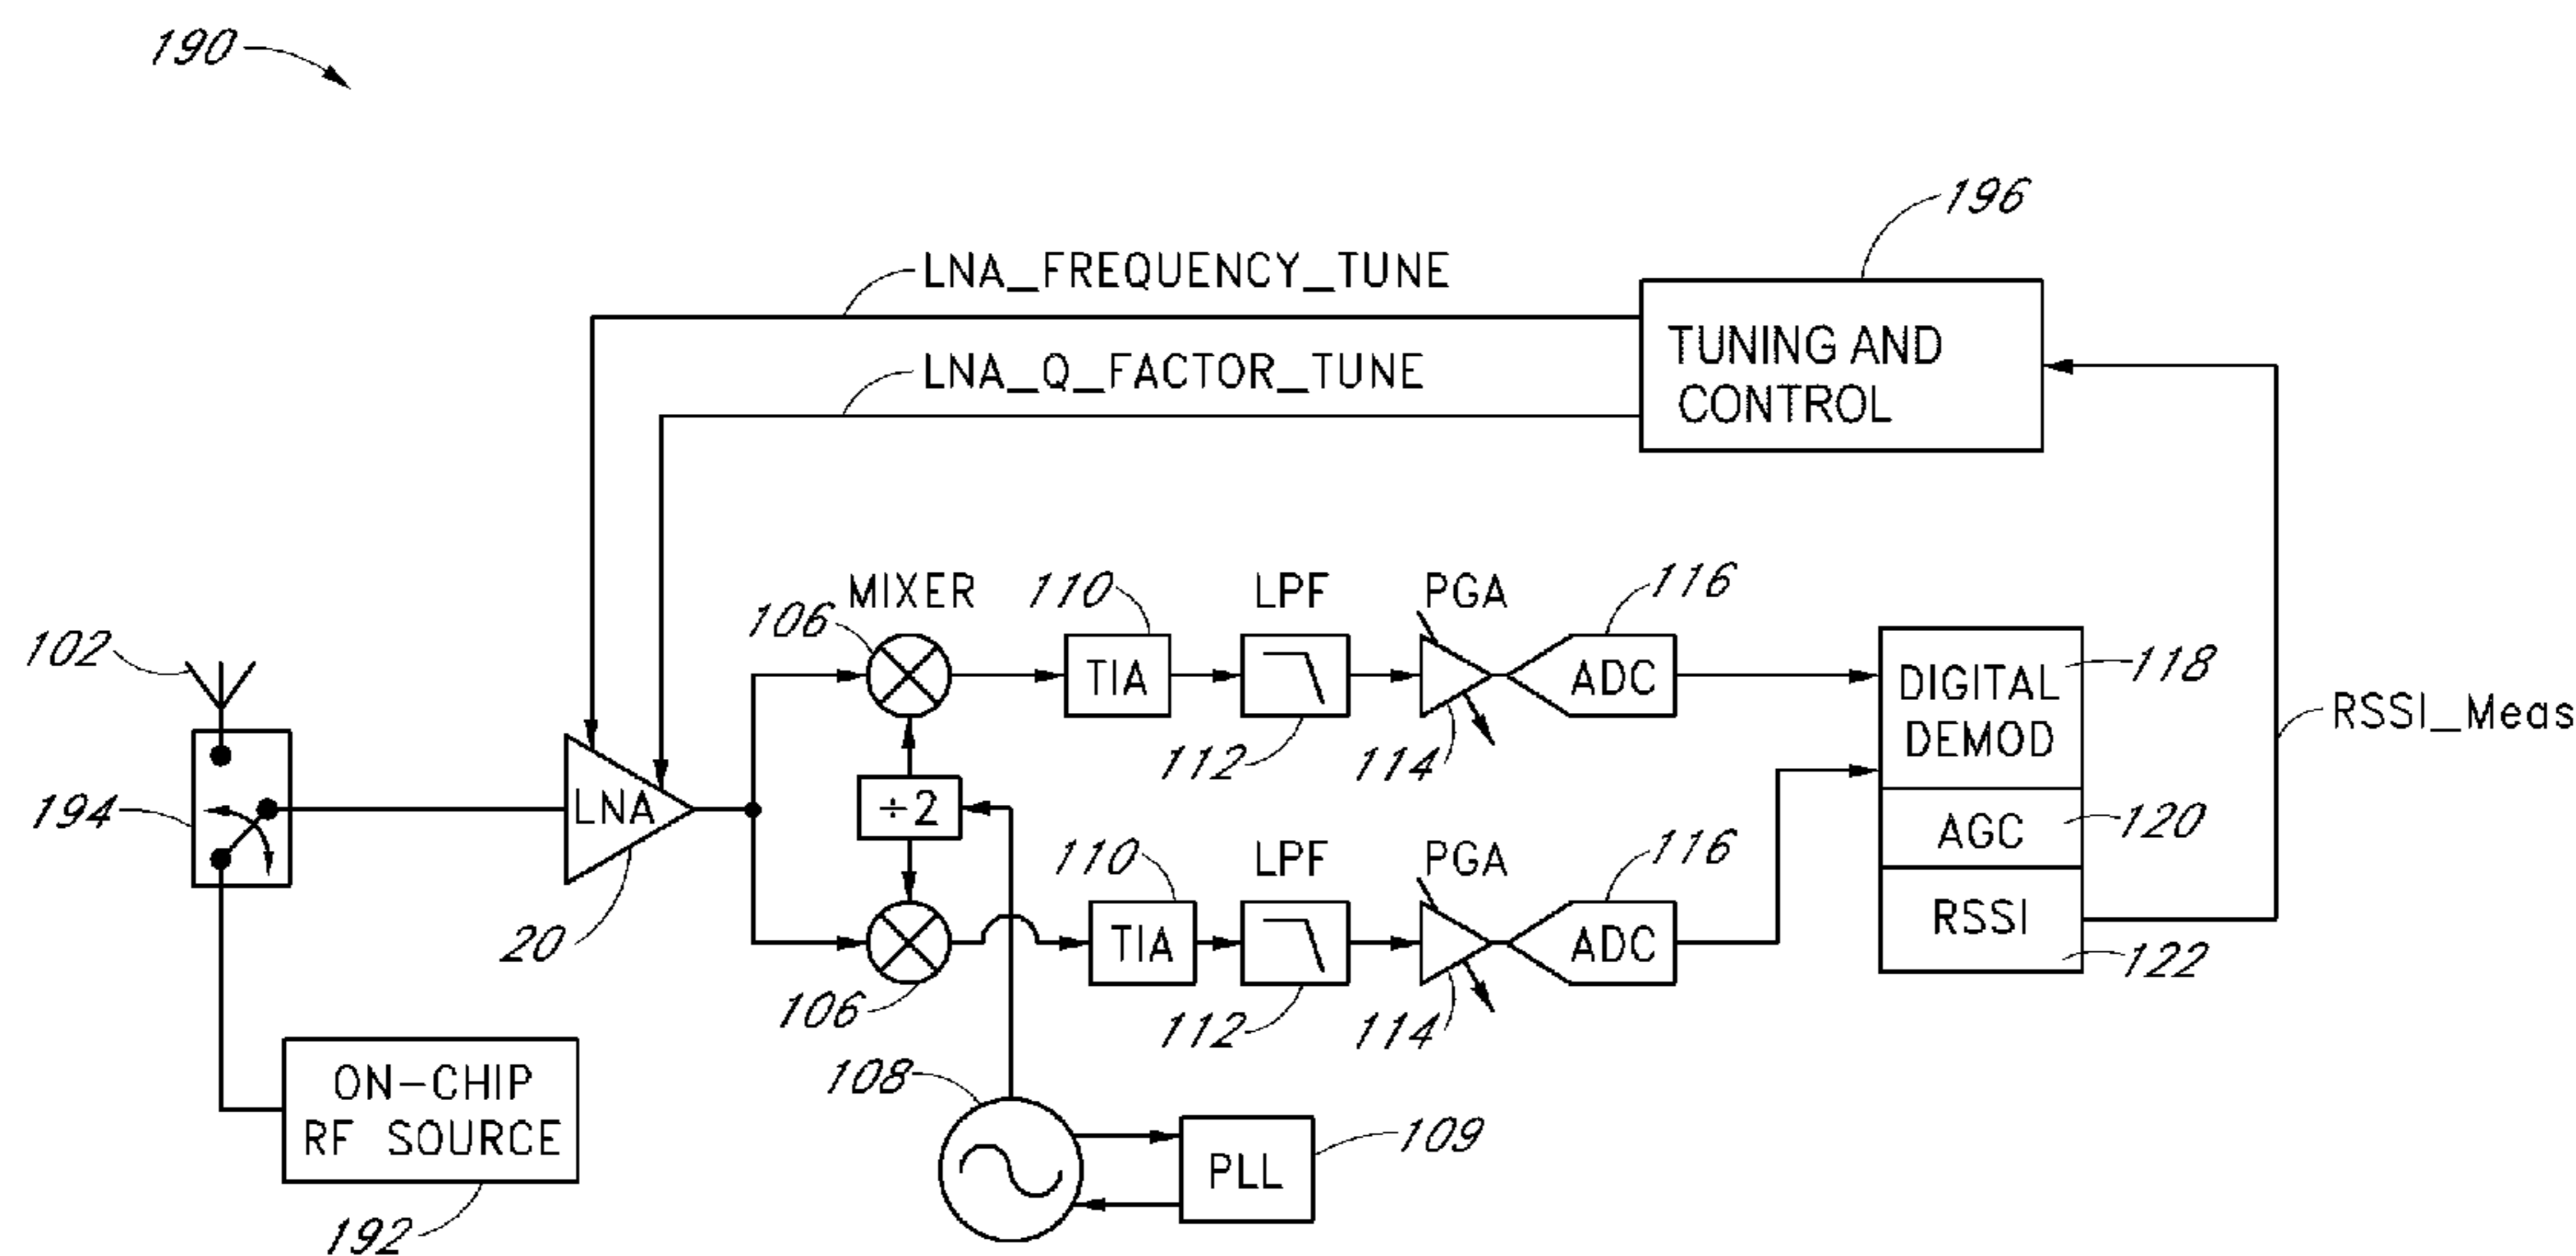 190
196
LNA_FREQUENCY_TUNE
LNA_Q_FACTOR_TUNE
TUNING AND
CONTROL
MIXER
106
110
LPF
PGA
116
102
TIA
ADC
DIGITAL
DEMOD
118
RSSI_Meas
112
114
194
LNA
÷2
AGC
120
20
110
LPF
PGA
116
TIA
ADC
RSSI
122
106
112
114
108
ON-CHIP
RF SOURCE
PLL
109
192